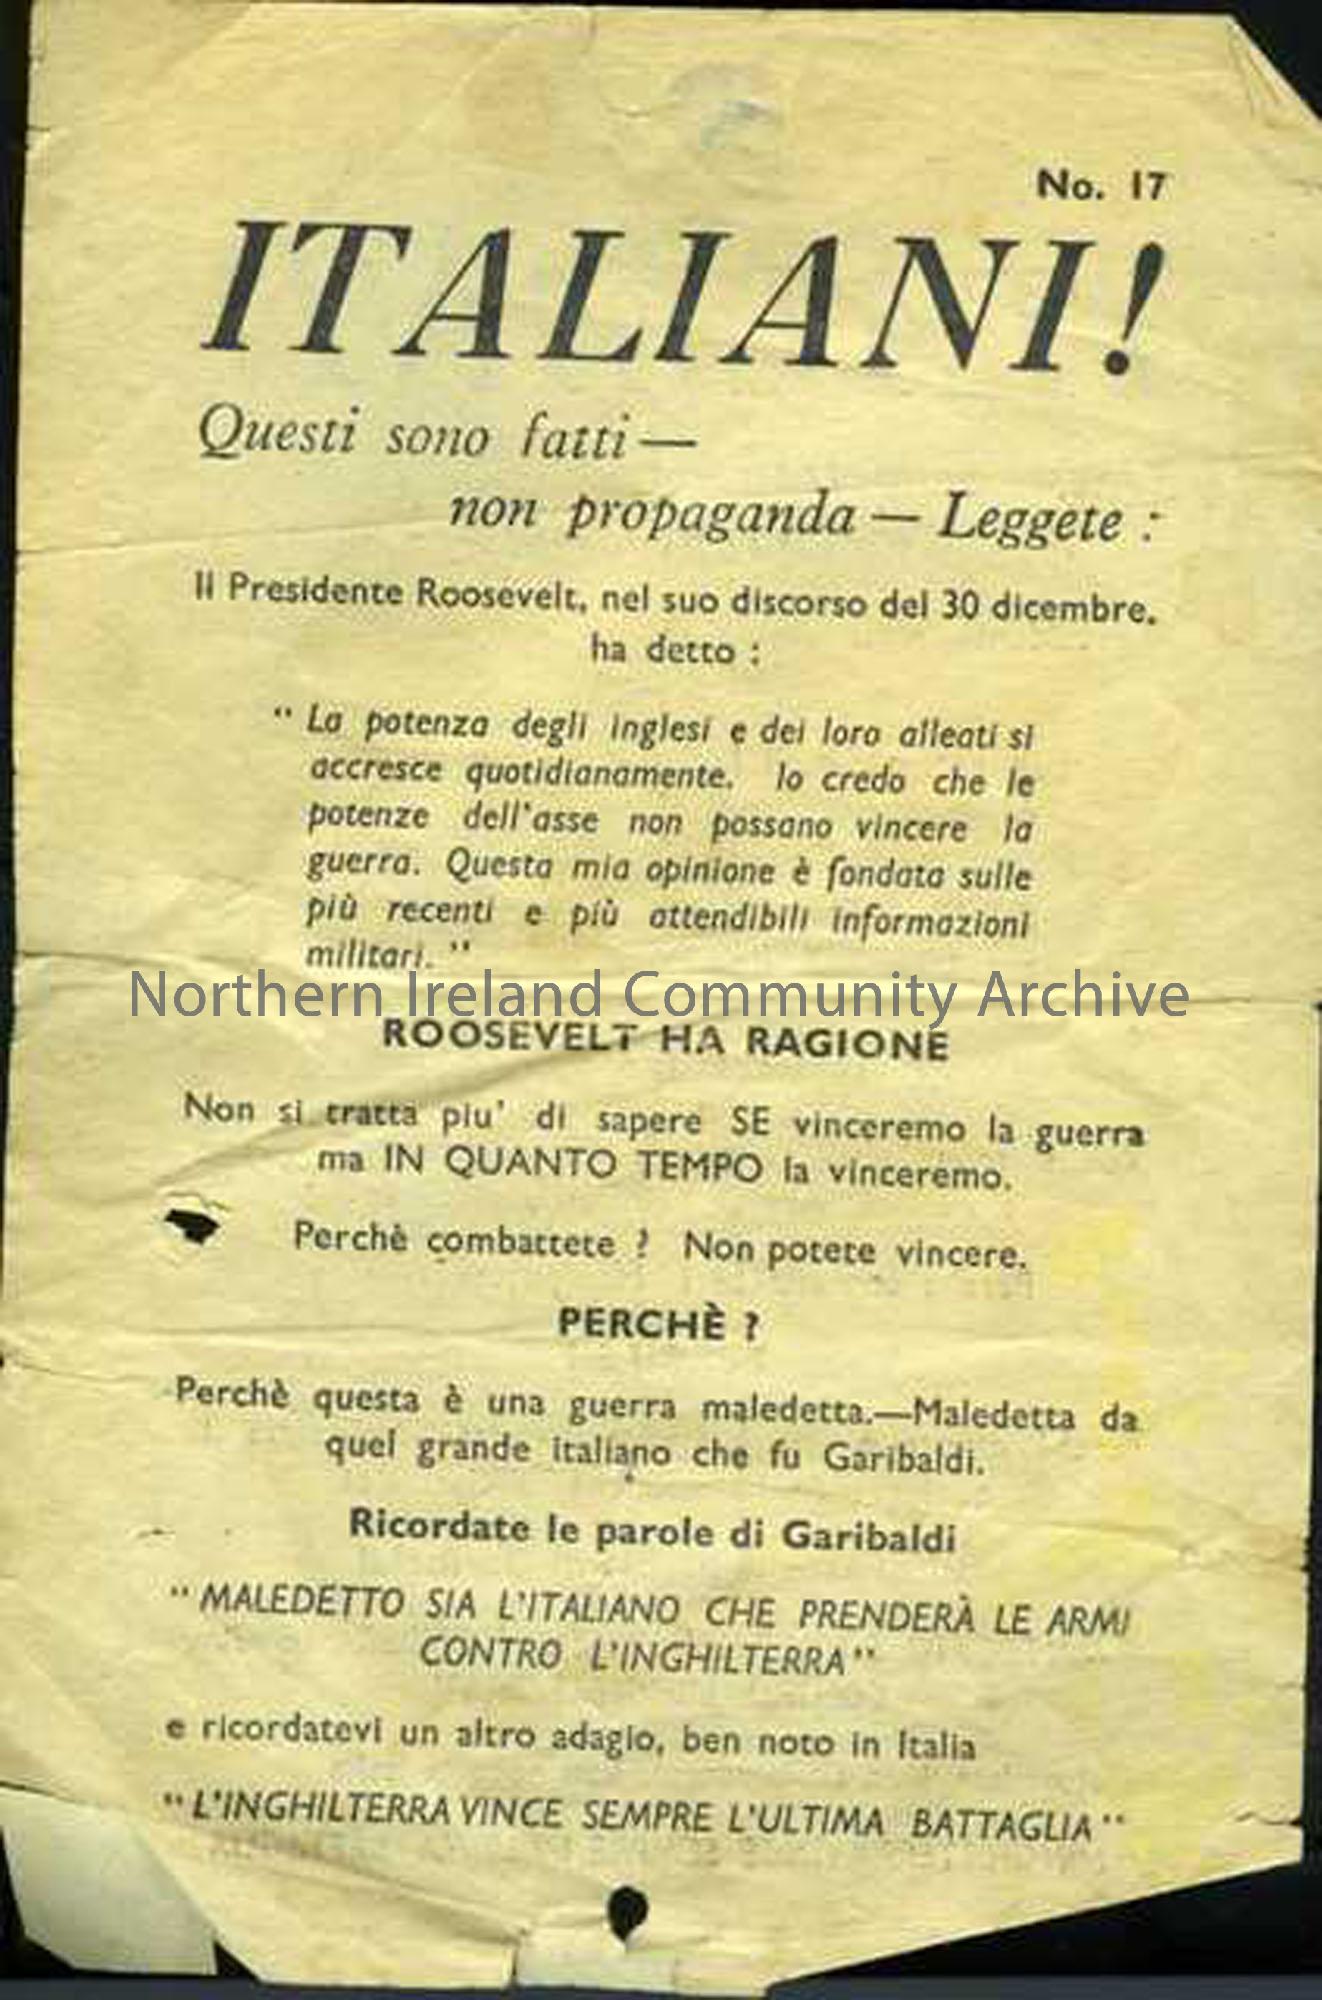 No. 17
ITALIANI!
Questi sono fatti —
non propaganda — Leggete :
Il Presidente Roosevelt, nel suo discorso del 30 dicembre.
ha detto :
" La potenza degli inglesi e dei loro alleati si
accresce quotidianamente. Io credo che le
potenze dell'asse non possano vincere la
guerra. Questa mia opinione è fondata sulle
più recenti e più attendibili informazioni
militari. "
Northern Ireland Community Archive
ROOSEVELT HA RAGIONE
Non si tratta piu' di sapere SE vinceremo la guerra
ma IN QUANTO TEMPO la vinceremo.
Perchè combattete ? Non potete vincere.
PERCHÈ ?
Perchè questa è una guerra maledetta.—Maledetta da
quel grande italiano che fu Garibaldi.
Ricordate le parole di Garibaldi
" MALEDETTO SIA L'ITALIANO CHE PRENDERÀ LE ARMI
CONTRO L'INGHILTERRA "
e ricordatevi un altro adagio, ben noto in Italia
" L'INGHILTERRA VINCE SEMPRE L'ULTIMA BATTAGLIA "